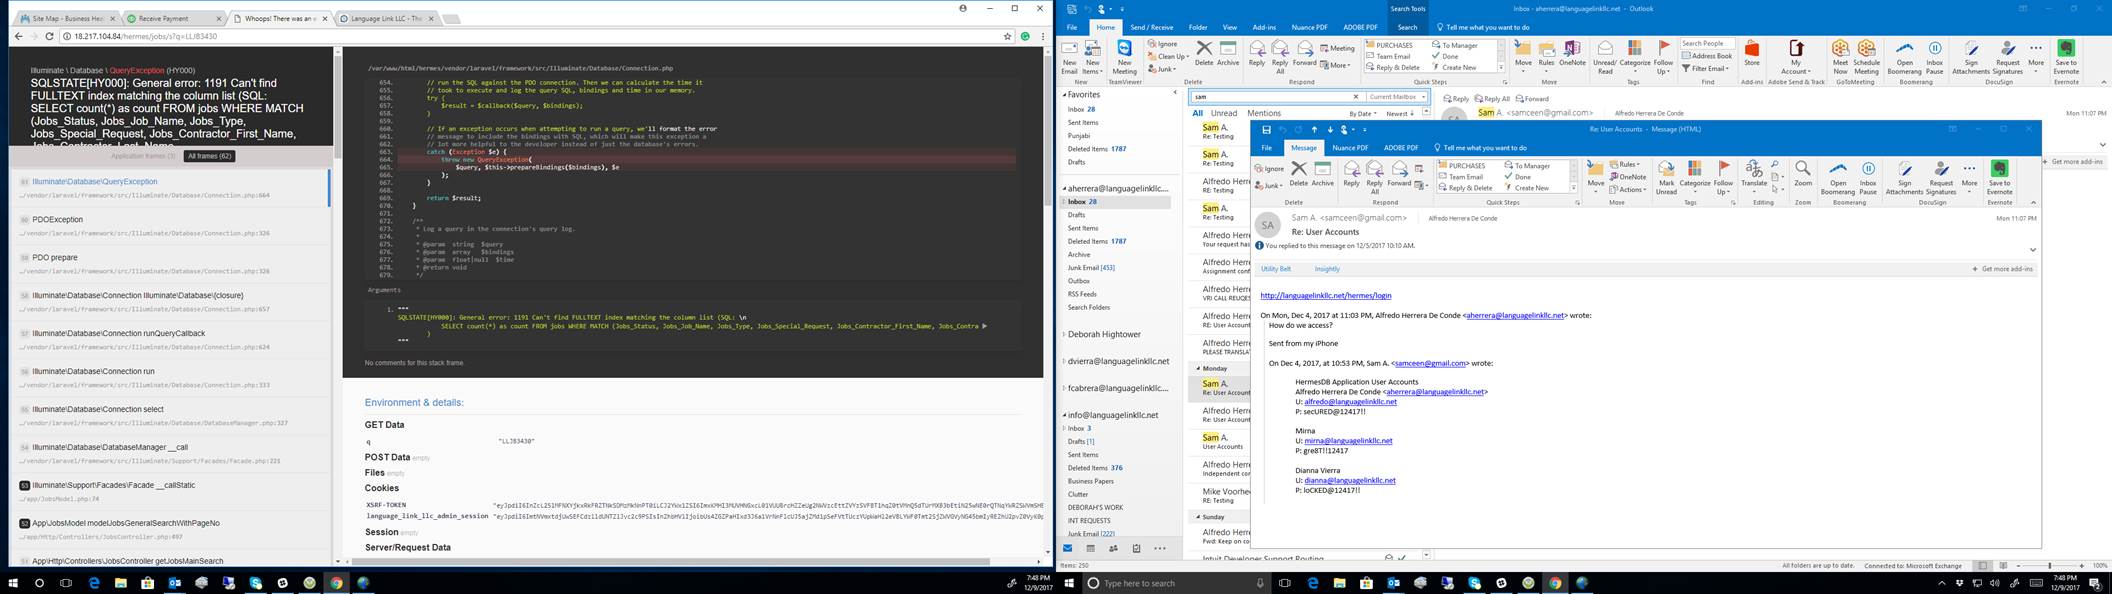 Site Map - Business Hea
Receive Payment
Whoops! There was an e
Language Link LLC - The
18.217.104.84/hermes/jobs/s?q=LLJ83430
Illuminate \ Database \ QueryException (HY000)
SQLSTATE[HY000]: General error: 1191 Can't find
FULLTEXT index matching the column list (SQL:
SELECT count(*) as count FROM jobs WHERE MATCH
(Jobs_Status, Jobs_Job_Name, Jobs_Type,
Jobs_Special_Request, Jobs_Contractor_First_Name,
Application frames (3) All frames (62)
61 Illuminate\Database\QueryException
…/vendor/laravel/framework/src/Illuminate/Database/Connection.php:664
60 PDOException
…/vendor/laravel/framework/src/Illuminate/Database/Connection.php:326
59 PDO prepare
…/vendor/laravel/framework/src/Illuminate/Database/Connection.php:326
58 Illuminate\Database\Connection Illuminate\Database\{closure}
…/vendor/laravel/framework/src/Illuminate/Database/Connection.php:657
57 Illuminate\Database\Connection runQueryCallback
…/vendor/laravel/framework/src/Illuminate/Database/Connection.php:624
56 Illuminate\Database\Connection run
…/vendor/laravel/framework/src/Illuminate/Database/Connection.php:333
55 Illuminate\Database\Connection select
…/vendor/laravel/framework/src/Illuminate/Database/DatabaseManager.php:327
54 Illuminate\Database\DatabaseManager __call
…/vendor/laravel/framework/src/Illuminate/Support/Facades/Facade.php:221
53 Illuminate\Support\Facades\Facade __callStatic
…/app/JobsModel.php:74
52 App\JobsModel modelJobsGeneralSearchWithPageNo
…/app/Http/Controllers/JobsController.php:497
51 App\Http\Controllers\JobsController getJobsMainSearch
/var/www/html/hermes/vendor/laravel/framework/src/Illuminate/Database/Connection.php
654. // run the SQL against the PDO connection. Then we can calculate the time it
655. // took to execute and log the query SQL, bindings and time in our memory.
656. try {
657. $result = $callback($query, $bindings);
658. }
659.
660. // If an exception occurs when attempting to run a query, we'll format the error
661. // message to include the bindings with SQL, which will make this exception a
662. // lot more helpful to the developer instead of just the database's errors.
663. catch (Exception $e) {
664. throw new QueryException(
665. $query, $this->prepareBindings($bindings), $e
666. );
667. }
668.
669. return $result;
670. }
671.
672. /**
673. * Log a query in the connection's query log.
674. *
675. * @param string $query
676. * @param array $bindings
677. * @param float|null $time
678. * @return void
679. */
Arguments
1. "SQLSTATE[HY000]: General error: 1191 Can't find FULLTEXT index matching the column list (SQL: \n
SELECT count(*) as count FROM jobs WHERE MATCH (Jobs_Status, Jobs_Job_Name, Jobs_Type, Jobs_Special_Request, Jobs_Contractor_First_Name, Jobs_Contra
)
No comments for this stack frame.
Environment & details:
GET Data
q "LLJ83430"
POST Data empty
Files empty
Cookies
XSRF-TOKEN
language_link_llc_admin_session
Session empty
Server/Request Data
7:48 PM
12/9/2017
Search Tools
Inbox - aherrera@languagelinkllc.net - Outlook
File Home Send / Receive Folder View Add-ins Nuance PDF ADOBE PDF Search Tell me what you want to do
New Email
New Items
New Meeting
Ignore
Clean Up
Junk
Delete Archive
Reply Reply All Forward
Meeting
More
PURCHASES
Team Email
Reply & Delete
To Manager
Done
Create New
Move Rules OneNote
Unread/ Read Categorize Follow Up
Search People
Address Book
Filter Email
Store
My Account
Meet Now Schedule Meeting
Open Boomerang Inbox Pause
Sign Attachments Request Signatures More
Save to Evernote
New TeamViewer Delete Respond Quick Steps Move Tags Find Add-ins Adobe Send & Track GoToMeeting Boomerang DocuSign Evernote
Favorites
Inbox 28
Sent Items
Punjabi
Deleted Items 1787
Drafts
aherrera@languagelinkllc....
Inbox 28
Drafts
Sent Items
Deleted Items 1787
Archive
Junk Email [453]
Outbox
RSS Feeds
Search Folders
Deborah Hightower
dvierra@languagelinkllc.net
fcabrera@languagelinkllc....
info@languagelinkllc.net
Inbox 3
Drafts [1]
Sent Items
Deleted Items 376
Business Papers
Clutter
DEBORAH'S WORK
INT REQUESTS
Junk Email [222]
sam
Current Mailbox
All Unread Mentions
By Date Newest
Sam A.
Re: Testing
Sam A.
Re: Testing
Sam A.
Re: Testing
Sam A.
Re: Testing
Alfredo Herre
Your request has
Alfredo Herre
Assignment conf
Alfredo Herre
VRI CALL REUQES
Alfredo Herre
RE: User Account
Alfredo Herre
PLEASE TRANSLAT
Monday
Sam A.
Re: User Account
Alfredo Herre
Re: User Account
Sam A.
User Accounts
Alfredo Herre
Independent con
Mike Voorhe
RE: Testing
Sunday
Alfredo Herre
Fwd: Keep on co
Intuit Developer Support Routing
Reply Reply All Forward
Sam A. <samceen@gmail.com> Alfredo Herrera De Conde
Mon 11:07 PM
Get more add-ins
Re: User Accounts - Message (HTML)
File Message Nuance PDF ADOBE PDF Tell me what you want to do
Ignore
Junk
Delete Archive
Reply Reply All Forward
PURCHASES
Team Email
Reply & Delete
To Manager
Done
Create New
Move
Rules
OneNote
Actions
Mark Unread Categorize Follow Up
Translate
Zoom
Open Boomerang Inbox Pause
Sign Attachments Request Signatures More
Save to Evernote
Delete Respond Quick Steps Move Tags Editing Zoom Boomerang DocuSign Evernote
SA
Sam A. <samceen@gmail.com> Alfredo Herrera De Conde
Mon 11:07 PM
Re: User Accounts
You replied to this message on 12/5/2017 10:10 AM.
Utility Belt Insightly
Get more add-ins
http://languagelinkllc.net/hermes/login
On Mon, Dec 4, 2017 at 11:03 PM, Alfredo Herrera De Conde <aherrera@languagelinkllc.net> wrote:
How do we access?
Sent from my iPhone
On Dec 4, 2017, at 10:53 PM, Sam A. <samceen@gmail.com> wrote:
HermesDB Application User Accounts
Alfredo Herrera De Conde <aherrera@languagelinkllc.net>
U: alfredo@languagelinkllc.net
P: secURED@12417!!
Mirna
U: mirna@languagelinkllc.net
P: gre8T!!12417
Dianna Vierra
U: dianna@languagelinkllc.net
P: loCKED@12417!!
Items: 250
All folders are up to date. Connected to: Microsoft Exchange
100%
Type here to search
7:48 PM
12/9/2017